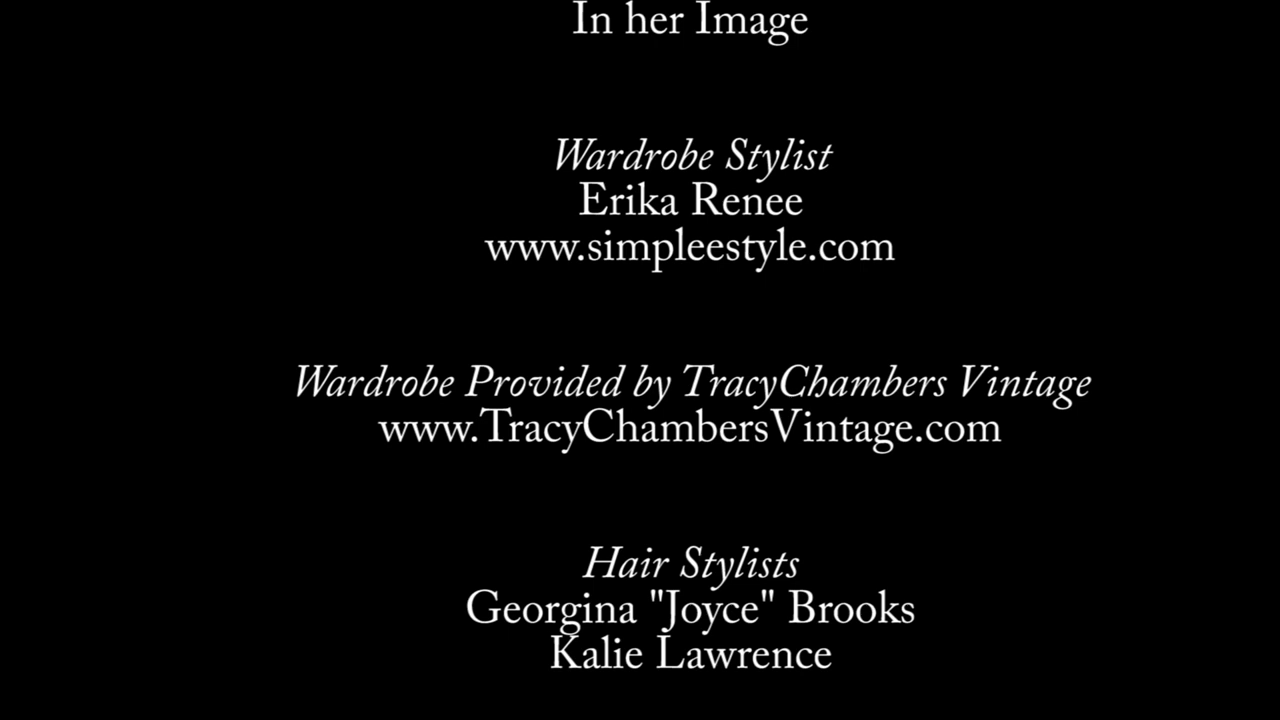 In her Image
Wardrobe Stylist
Erika Renee
www.simpleestyle.com
Wardrobe Provided by TracyChambers Vintage
www.TracyChambersVintage.com
Hair Stylists
Georgina "Joyce" Brooks
Kalie Lawrence